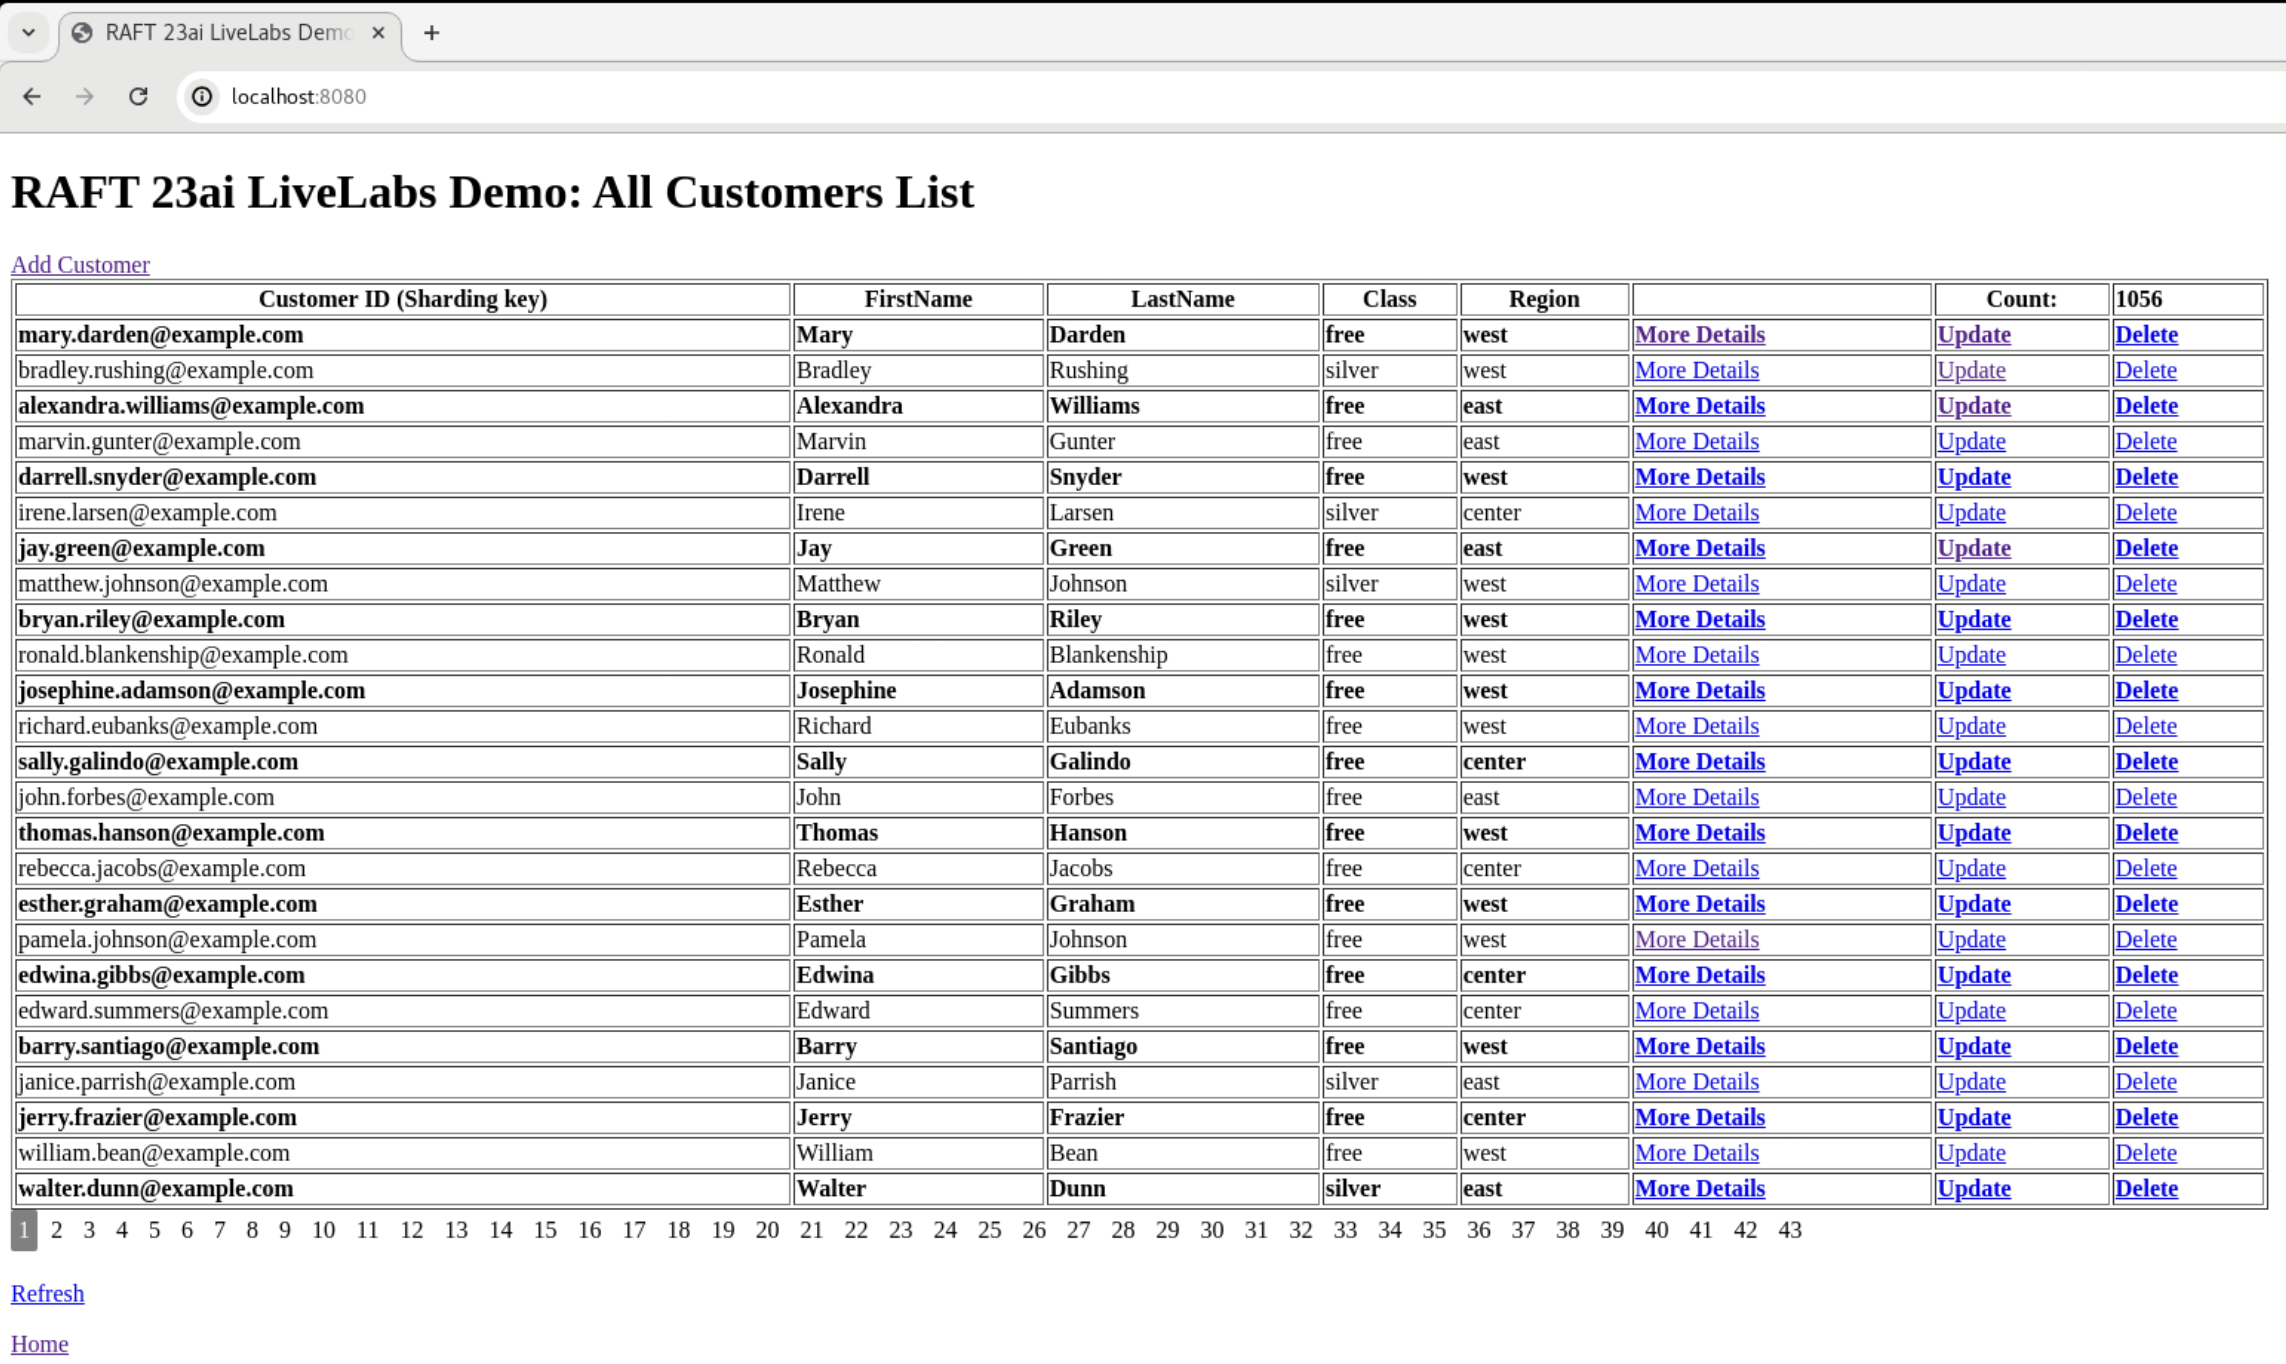 RAFT 23ai LiveLabs Demo
localhost:8080
RAFT 23ai LiveLabs Demo: All Customers List
Add Customer
Customer ID (Sharding key) FirstName LastName Class Region Count: 1056
mary.darden@example.com Mary Darden free west More Details Update Delete
bradley.rushing@example.com Bradley Rushing silver west More Details Update Delete
alexandra.williams@example.com Alexandra Williams free east More Details Update Delete
marvin.gunter@example.com Marvin Gunter free east More Details Update Delete
darrell.snyder@example.com Darrell Snyder free west More Details Update Delete
irene.larsen@example.com Irene Larsen silver center More Details Update Delete
jay.green@example.com Jay Green free east More Details Update Delete
matthew.johnson@example.com Matthew Johnson silver west More Details Update Delete
bryan.riley@example.com Bryan Riley free west More Details Update Delete
ronald.blankenship@example.com Ronald Blankenship free west More Details Update Delete
josephine.adamson@example.com Josephine Adamson free west More Details Update Delete
richard.eubanks@example.com Richard Eubanks free west More Details Update Delete
sally.galindo@example.com Sally Galindo free center More Details Update Delete
john.forbes@example.com John Forbes free east More Details Update Delete
thomas.hanson@example.com Thomas Hanson free west More Details Update Delete
rebecca.jacobs@example.com Rebecca Jacobs free center More Details Update Delete
esther.graham@example.com Esther Graham free west More Details Update Delete
pamela.johnson@example.com Pamela Johnson free west More Details Update Delete
edwina.gibbs@example.com Edwina Gibbs free center More Details Update Delete
edward.summers@example.com Edward Summers free center More Details Update Delete
barry.santiago@example.com Barry Santiago free west More Details Update Delete
janice.parrish@example.com Janice Parrish silver east More Details Update Delete
jerry.frazier@example.com Jerry Frazier free center More Details Update Delete
william.bean@example.com William Bean free west More Details Update Delete
walter.dunn@example.com Walter Dunn silver east More Details Update Delete
1 2 3 4 5 6 7 8 9 10 11 12 13 14 15 16 17 18 19 20 21 22 23 24 25 26 27 28 29 30 31 32 33 34 35 36 37 38 39 40 41 42 43
Refresh
Home